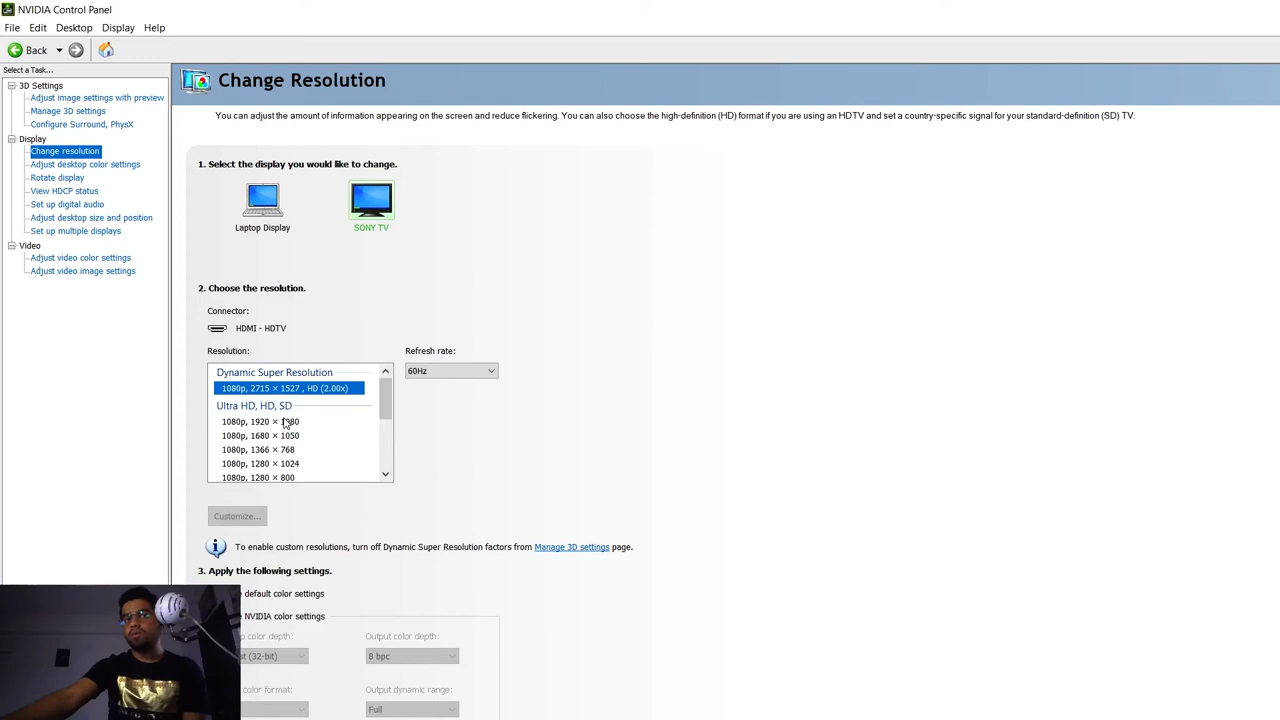 NVIDIA Control Panel
File Edit Desktop Display Help
Back
Select a Task...
3D Settings
Adjust image settings with preview
Manage 3D settings
Configure Surround, PhysX
Display
Change resolution
Adjust desktop color settings
Rotate display
View HDCP status
Set up digital audio
Adjust desktop size and position
Set up multiple displays
Video
Adjust video color settings
Adjust video image settings
Change Resolution
You can adjust the amount of information appearing on the screen and reduce flickering. You can also choose the high-definition (HD) format if you are using an HDTV and set a country-specific signal for your standard-definition (SD) TV.
1. Select the display you would like to change.
Laptop Display
SONY TV
2. Choose the resolution.
Connector:
HDMI - HDTV
Resolution:
Refresh rate:
60Hz
Dynamic Super Resolution
1080p, 2715 × 1527 , HD (2.00x)
Ultra HD, HD, SD
1080p, 1920 × 1080
1080p, 1680 × 1050
1080p, 1366 × 768
1080p, 1280 × 1024
1080p, 1280 × 800
Customize...
To enable custom resolutions, turn off Dynamic Super Resolution factors from Manage 3D settings page.
3. Apply the following settings.
default color settings
NVIDIA color settings
color depth:
Output color depth:
(32-bit)
8 bpc
color format:
Output dynamic range:
Full